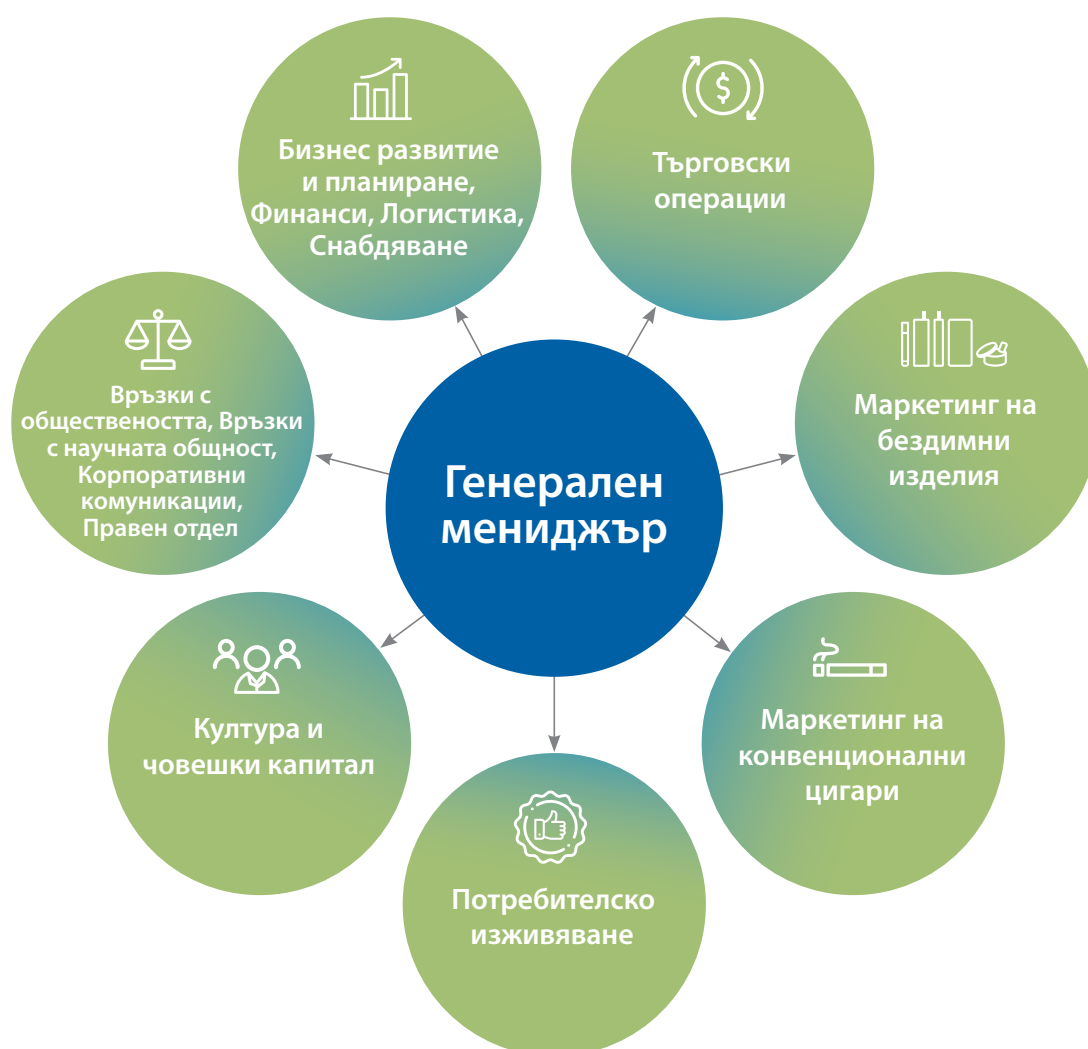 Бизнес развитие
и планиране,
Финанси, Логистика,
Снабдяване
Търговски
операции
Връзки с
обществеността, Връзки
с научната общност,
Корпоративни
комуникации,
Правен отдел
Генерален
мениджър
Маркетинг на
бездимни
изделия
Култура и
човешки капитал
Маркетинг на
конвенционални
цигари
Потребителско
изживяване